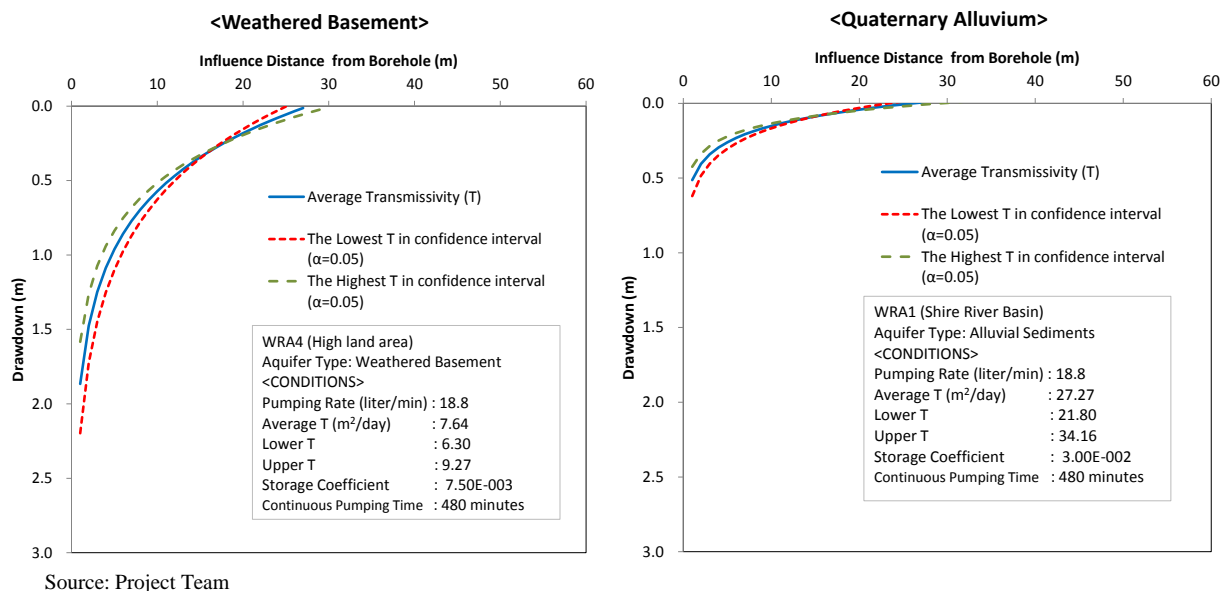 <Weathered Basement>
Influence Distance from Borehole (m)
0 10 20 30 40 50 60
0.0
0.5
1.0
1.5
2.0
2.5
3.0
Drawdown (m)
Average Transmissivity (T)
The Lowest T in confidence interval
(α=0.05)
The Highest T in confidence interval
(α=0.05)
WRA4 (High land area)
Aquifer Type: Weathered Basement
<CONDITIONS>
Pumping Rate (liter/min) : 18.8
Average T (m²/day) : 7.64
Lower T : 6.30
Upper T : 9.27
Storage Coefficient : 7.50E-003
Continuous Pumping Time : 480 minutes
<Quaternary Alluvium>
Influence Distance from Borehole (m)
0 10 20 30 40 50 60
0.0
0.5
1.0
1.5
2.0
2.5
3.0
Drawdown (m)
Average Transmissivity (T)
The Lowest T in confidence interval
(α=0.05)
The Highest T in confidence interval
(α=0.05)
WRA1 (Shire River Basin)
Aquifer Type: Alluvial Sediments
<CONDITIONS>
Pumping Rate (liter/min) : 18.8
Average T (m²/day) : 27.27
Lower T : 21.80
Upper T : 34.16
Storage Coefficient : 3.00E-002
Continuous Pumping Time : 480 minutes
Source: Project Team